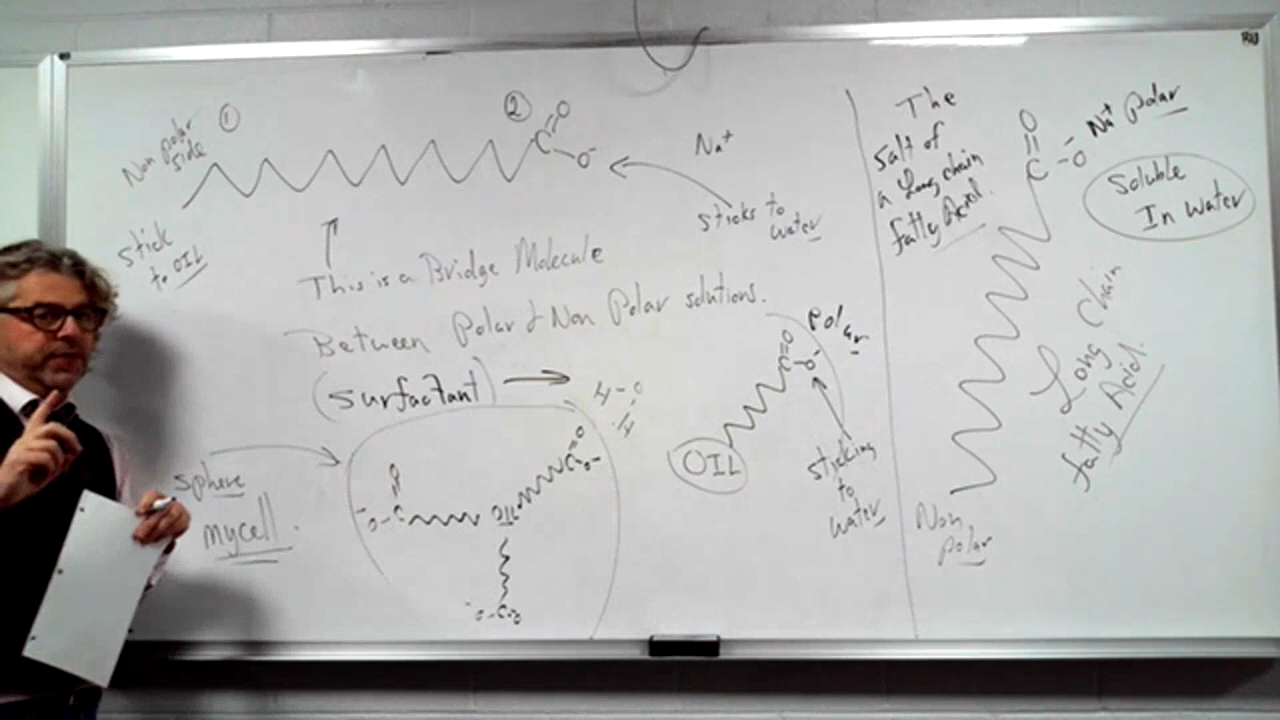 Non polar
side
①
②
C
O
O⁻
Na⁺
Stick
to OIL
Sticks to
water
This is a Bridge Molecule
Between Polar & Non Polar solutions.
(surfactant)
H-O
H
sphere
mycell.
O
⁻O-C
OIL
O
C
O-
⁻O-C=O
OIL
C=O
O⁻
Polar
sticking
to
water
The
Salt of
a Long chain
fatty Acid.
O
C
-O⁻
Na⁺ Polar
Soluble
In water
Long Chain
fatty Acid.
Non
polar